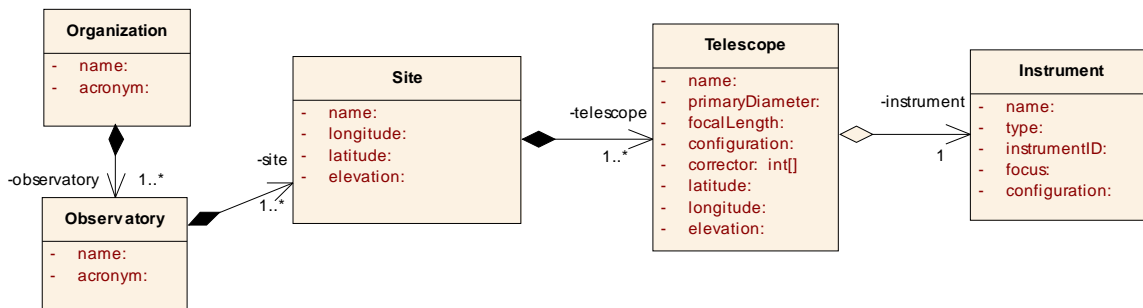 Organization
- name:
- acronym:
-observatory
1..*
Observatory
- name:
- acronym:
-site
1..*
Site
- name:
- longitude:
- latitude:
- elevation:
-telescope
1..*
Telescope
- name:
- primaryDiameter:
- focalLength:
- configuration:
- corrector: int[]
- latitude:
- longitude:
- elevation:
-instrument
1
Instrument
- name:
- type:
- instrumentID:
- focus:
- configuration: